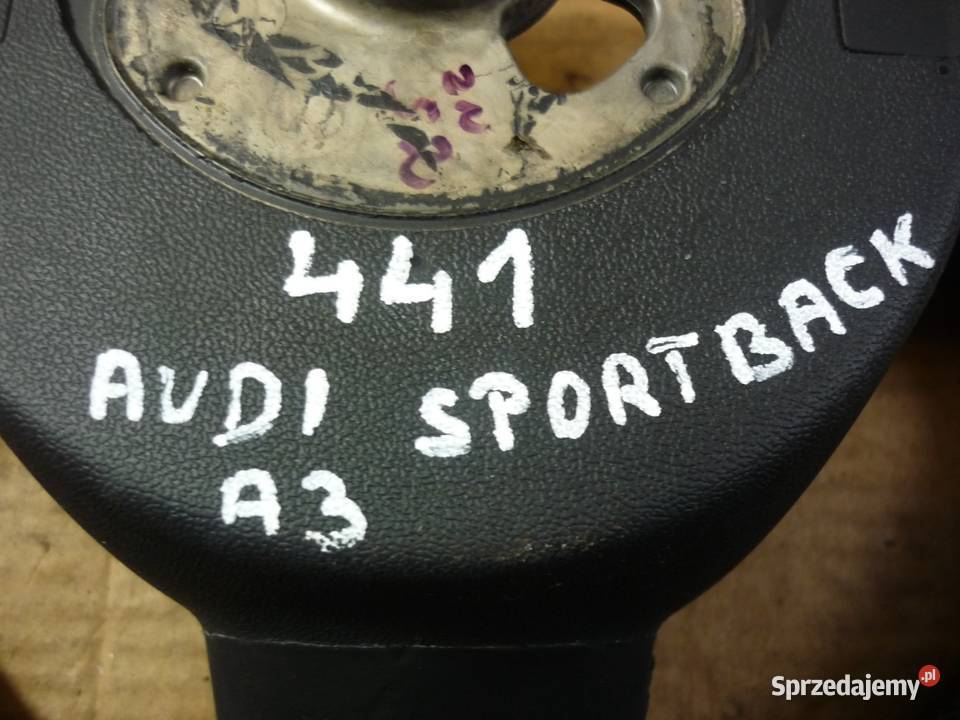 441
AUDI SPORTBACK
A3
Sprzedajemy.pl